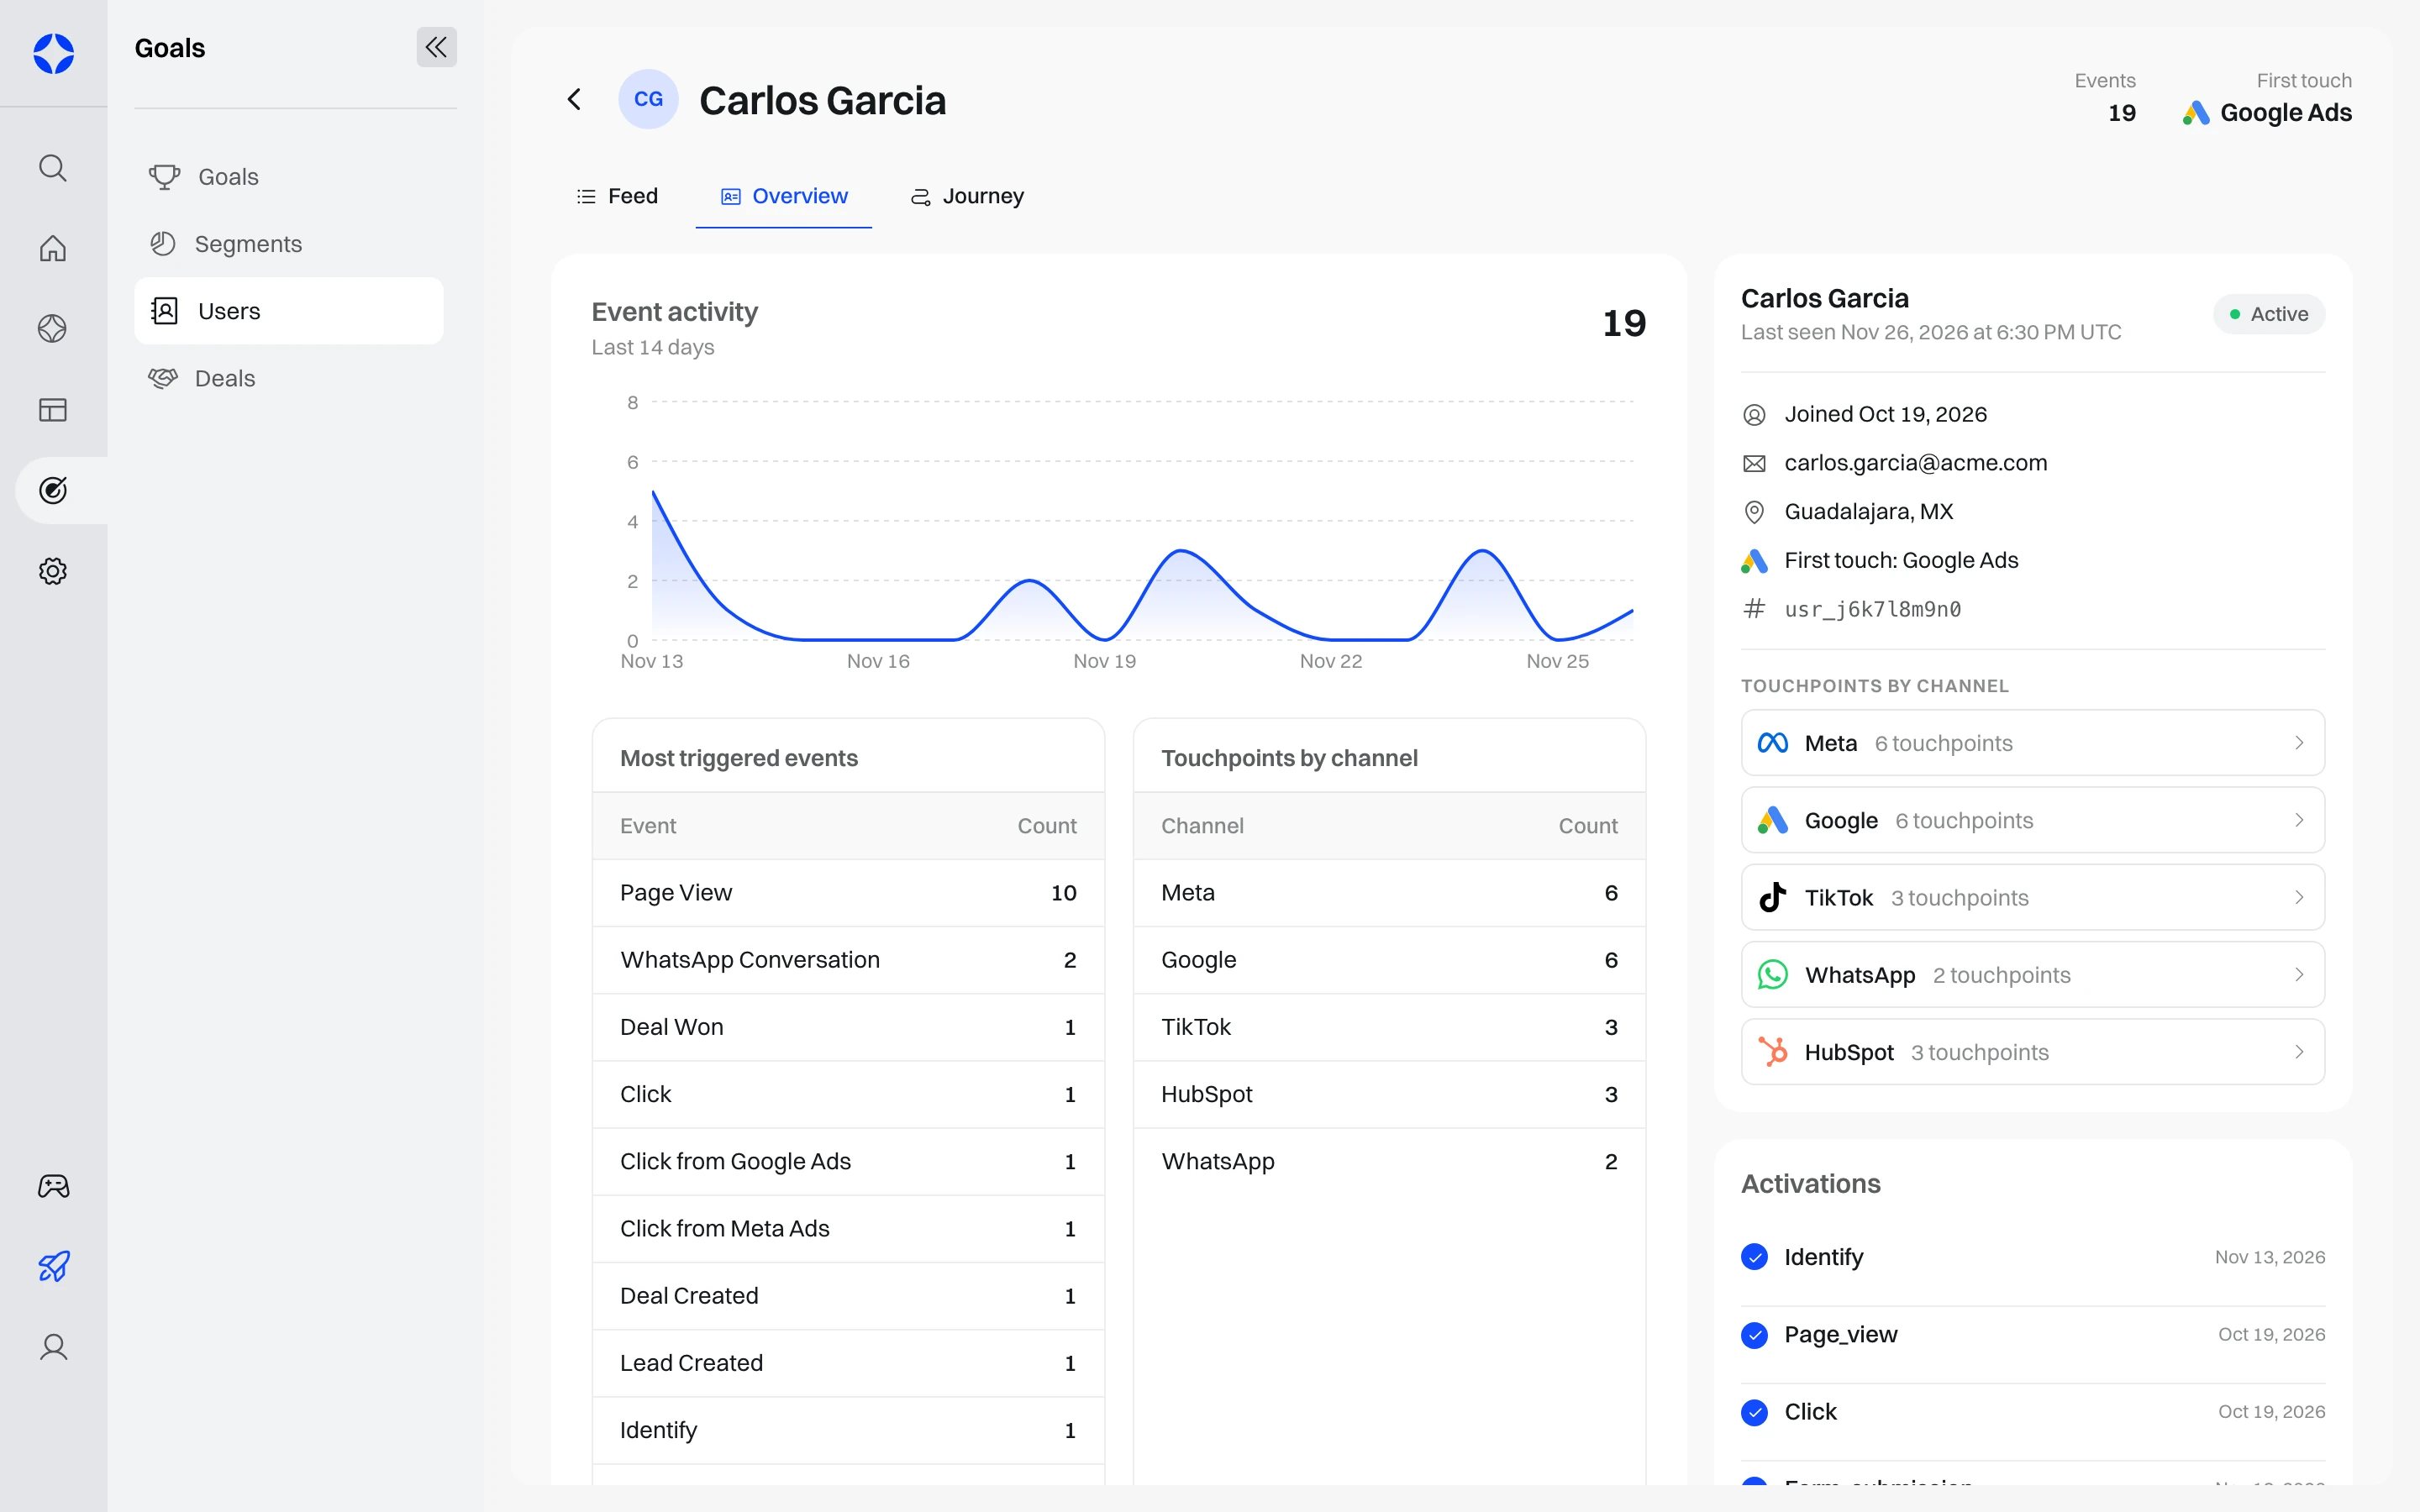 Goals
Goals
Segments
Users
Deals
CG
Carlos Garcia
Events
19
First touch
Google Ads
Feed
Overview
Journey
Event activity
Last 14 days
19
8
6
4
2
0
Nov 13
Nov 16
Nov 19
Nov 22
Nov 25
Most triggered events
Event Count
Page View 10
WhatsApp Conversation 2
Deal Won 1
Click 1
Click from Google Ads 1
Click from Meta Ads 1
Deal Created 1
Lead Created 1
Identify 1
Touchpoints by channel
Channel Count
Meta 6
Google 6
TikTok 3
HubSpot 3
WhatsApp 2
Carlos Garcia
Last seen Nov 26, 2026 at 6:30 PM UTC
Active
Joined Oct 19, 2026
carlos.garcia@acme.com
Guadalajara, MX
First touch: Google Ads
usr_j6k7l8m9n0
TOUCHPOINTS BY CHANNEL
Meta 6 touchpoints
Google 6 touchpoints
TikTok 3 touchpoints
WhatsApp 2 touchpoints
HubSpot 3 touchpoints
Activations
Identify Nov 13, 2026
Page_view Oct 19, 2026
Click Oct 19, 2026